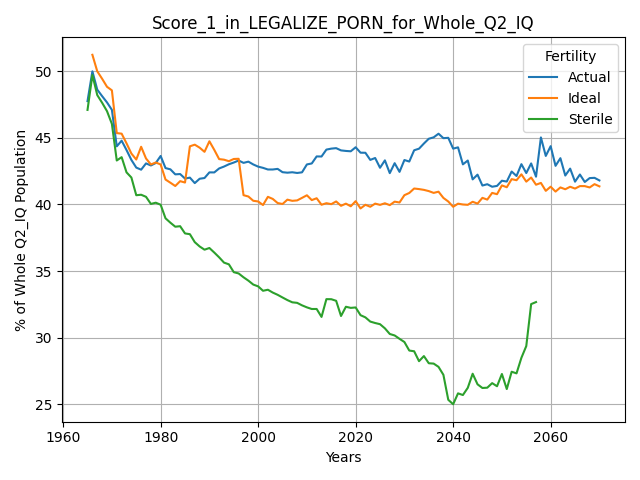 Score_1_in_LEGALIZE_PORN_for_Whole_Q2_IQ
% of Whole Q2_IQ Population
50
45
40
35
30
25
Fertility
Actual
Ideal
Sterile
1960 1980 2000 2020 2040 2060
Years